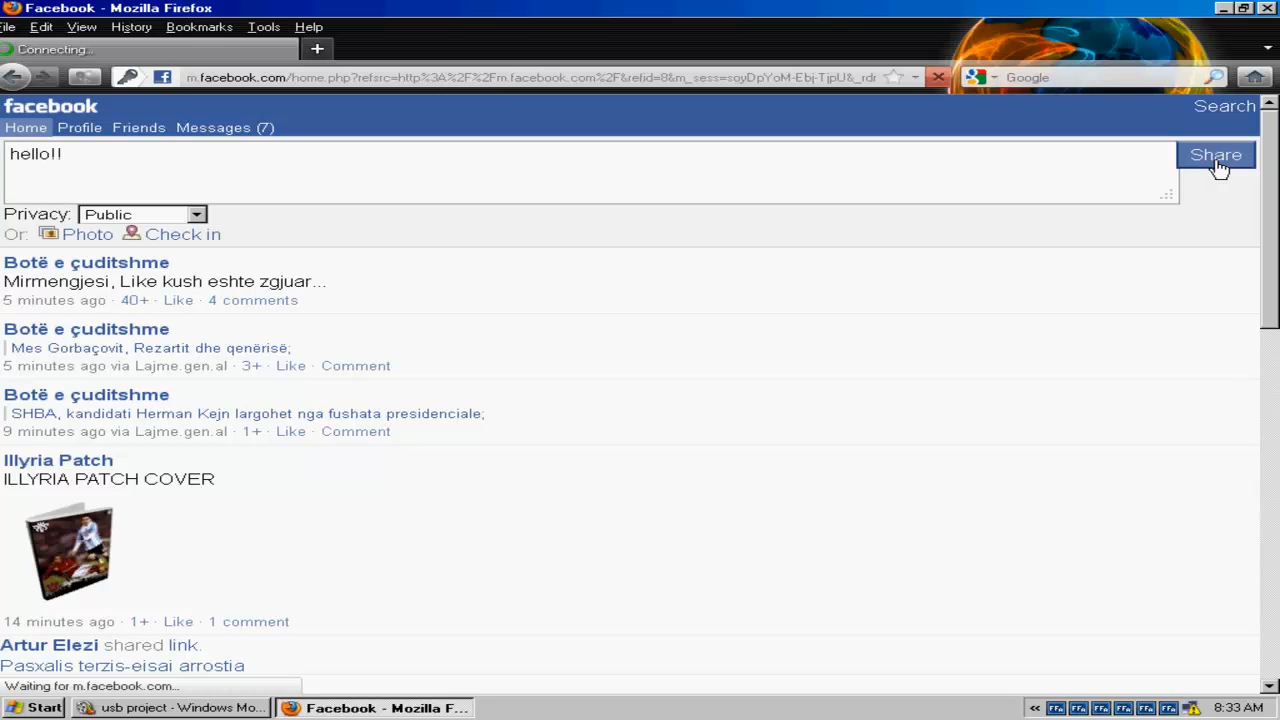 Facebook - Mozilla Firefox
File Edit View History Bookmarks Tools Help
Connecting...
m.facebook.com/home.php?refsrc=http%3A%2F%2Fm.facebook.com%2F&refid=8&m_sess=soyDpYoM-Ebj-TjpU&_rdr
Google
facebook
Search
Home Profile Friends Messages (7)
hello!!
Share
Privacy: Public
Or: Photo Check in
Botë e çuditshme
Mirmengjesi, Like kush eshte zgjuar...
5 minutes ago · 40+ · Like · 4 comments
Botë e çuditshme
Mes Gorbaçovit, Rezartit dhe qenërisë;
5 minutes ago via Lajme.gen.al · 3+ · Like · Comment
Botë e çuditshme
SHBA, kandidati Herman Kejn largohet nga fushata presidenciale;
9 minutes ago via Lajme.gen.al · 1+ · Like · Comment
Illyria Patch
ILLYRIA PATCH COVER
14 minutes ago · 1+ · Like · 1 comment
Artur Elezi shared link.
Pasxalis terzis-eisai arrostia
Waiting for m.facebook.com...
Start
usb project - Windows Mo...
Facebook - Mozilla F...
8:33 AM